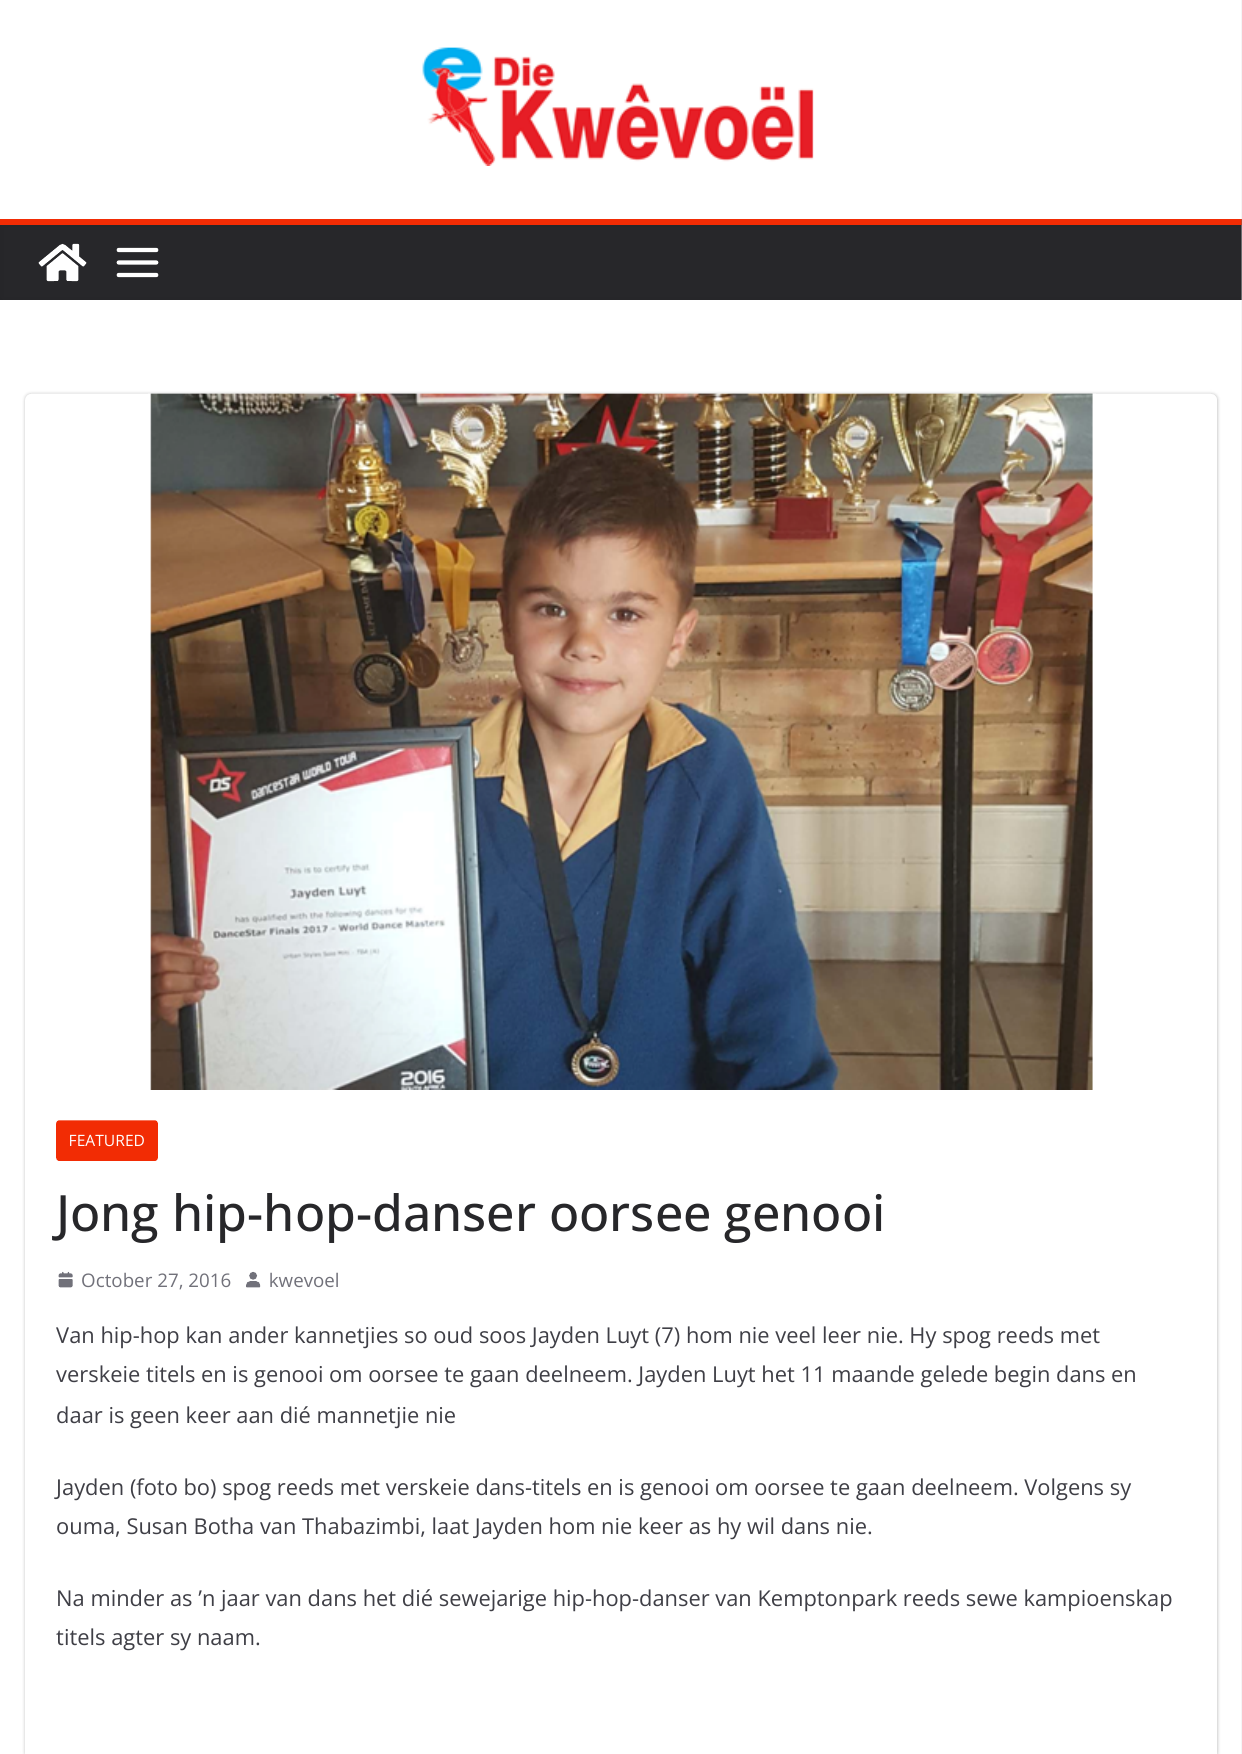 e Die
Kwêvoël
DS DANCESTAR WORLD TOUR
This is to certify that
Jayden Luyt
has qualified with the following dances for the
DanceStar Finals 2017 - World Dance Masters
2016
SOUTH AFRICA
FEATURED
Jong hip-hop-danser oorsee genooi
October 27, 2016 kwevoel
Van hip-hop kan ander kannetjies so oud soos Jayden Luyt (7) hom nie veel leer nie. Hy spog reeds met
verskeie titels en is genooi om oorsee te gaan deelneem. Jayden Luyt het 11 maande gelede begin dans en
daar is geen keer aan dié mannetjie nie
Jayden (foto bo) spog reeds met verskeie dans-titels en is genooi om oorsee te gaan deelneem. Volgens sy
ouma, Susan Botha van Thabazimbi, laat Jayden hom nie keer as hy wil dans nie.
Na minder as ’n jaar van dans het dié sewejarige hip-hop-danser van Kemptonpark reeds sewe kampioenskap
titels agter sy naam.